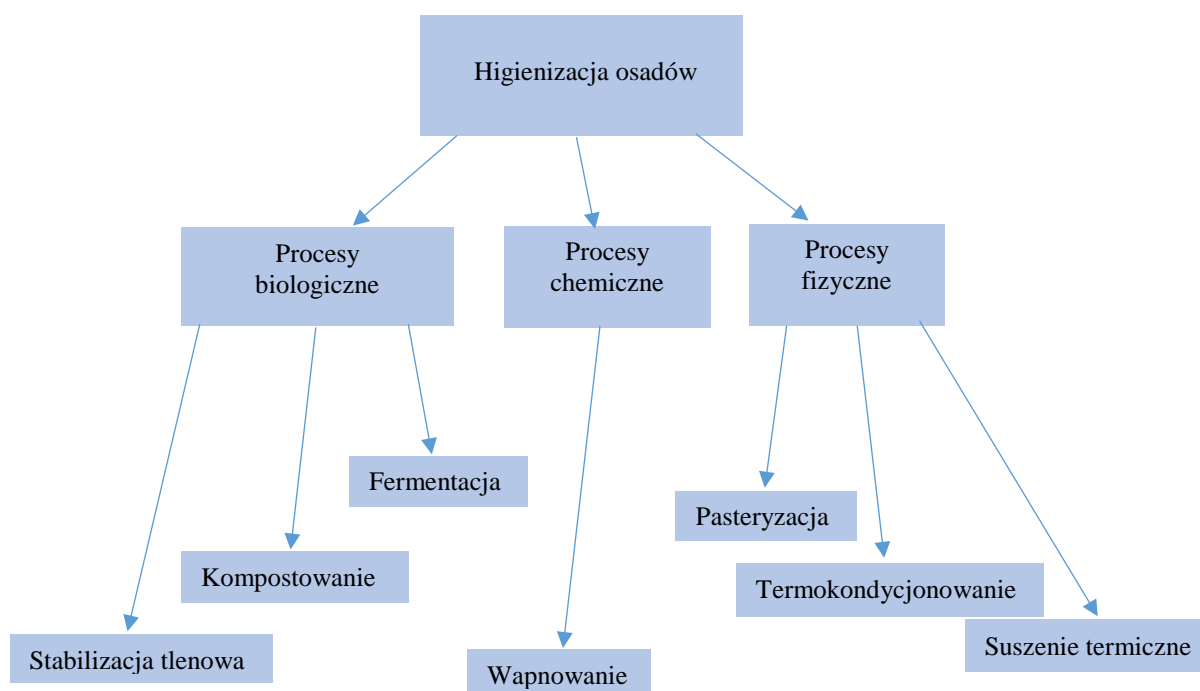 Higienizacja osadów
Procesy
biologiczne
Procesy
chemiczne
Procesy
fizyczne
Fermentacja
Pasteryzacja
Kompostowanie
Termokondycjonowanie
Stabilizacja tlenowa
Wapnowanie
Suszenie termiczne